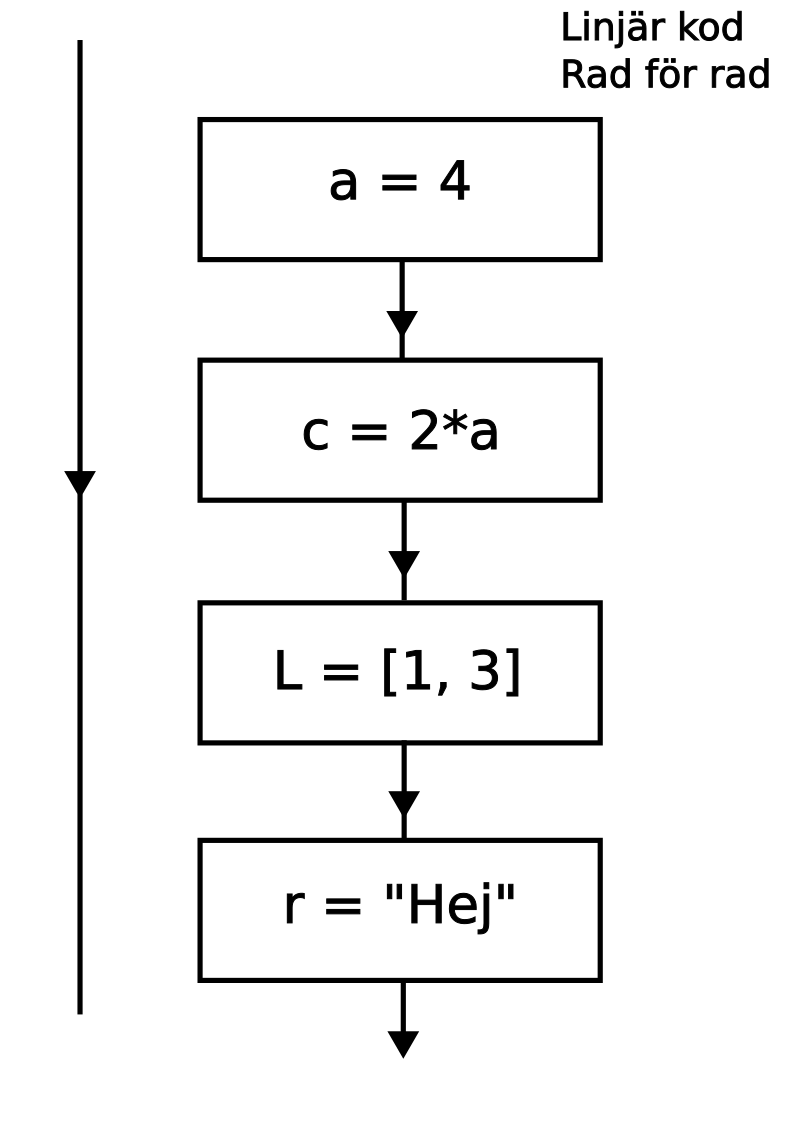 Linjär kod
Rad för rad
a = 4
c = 2*a
L = [1, 3]
r = "Hej"